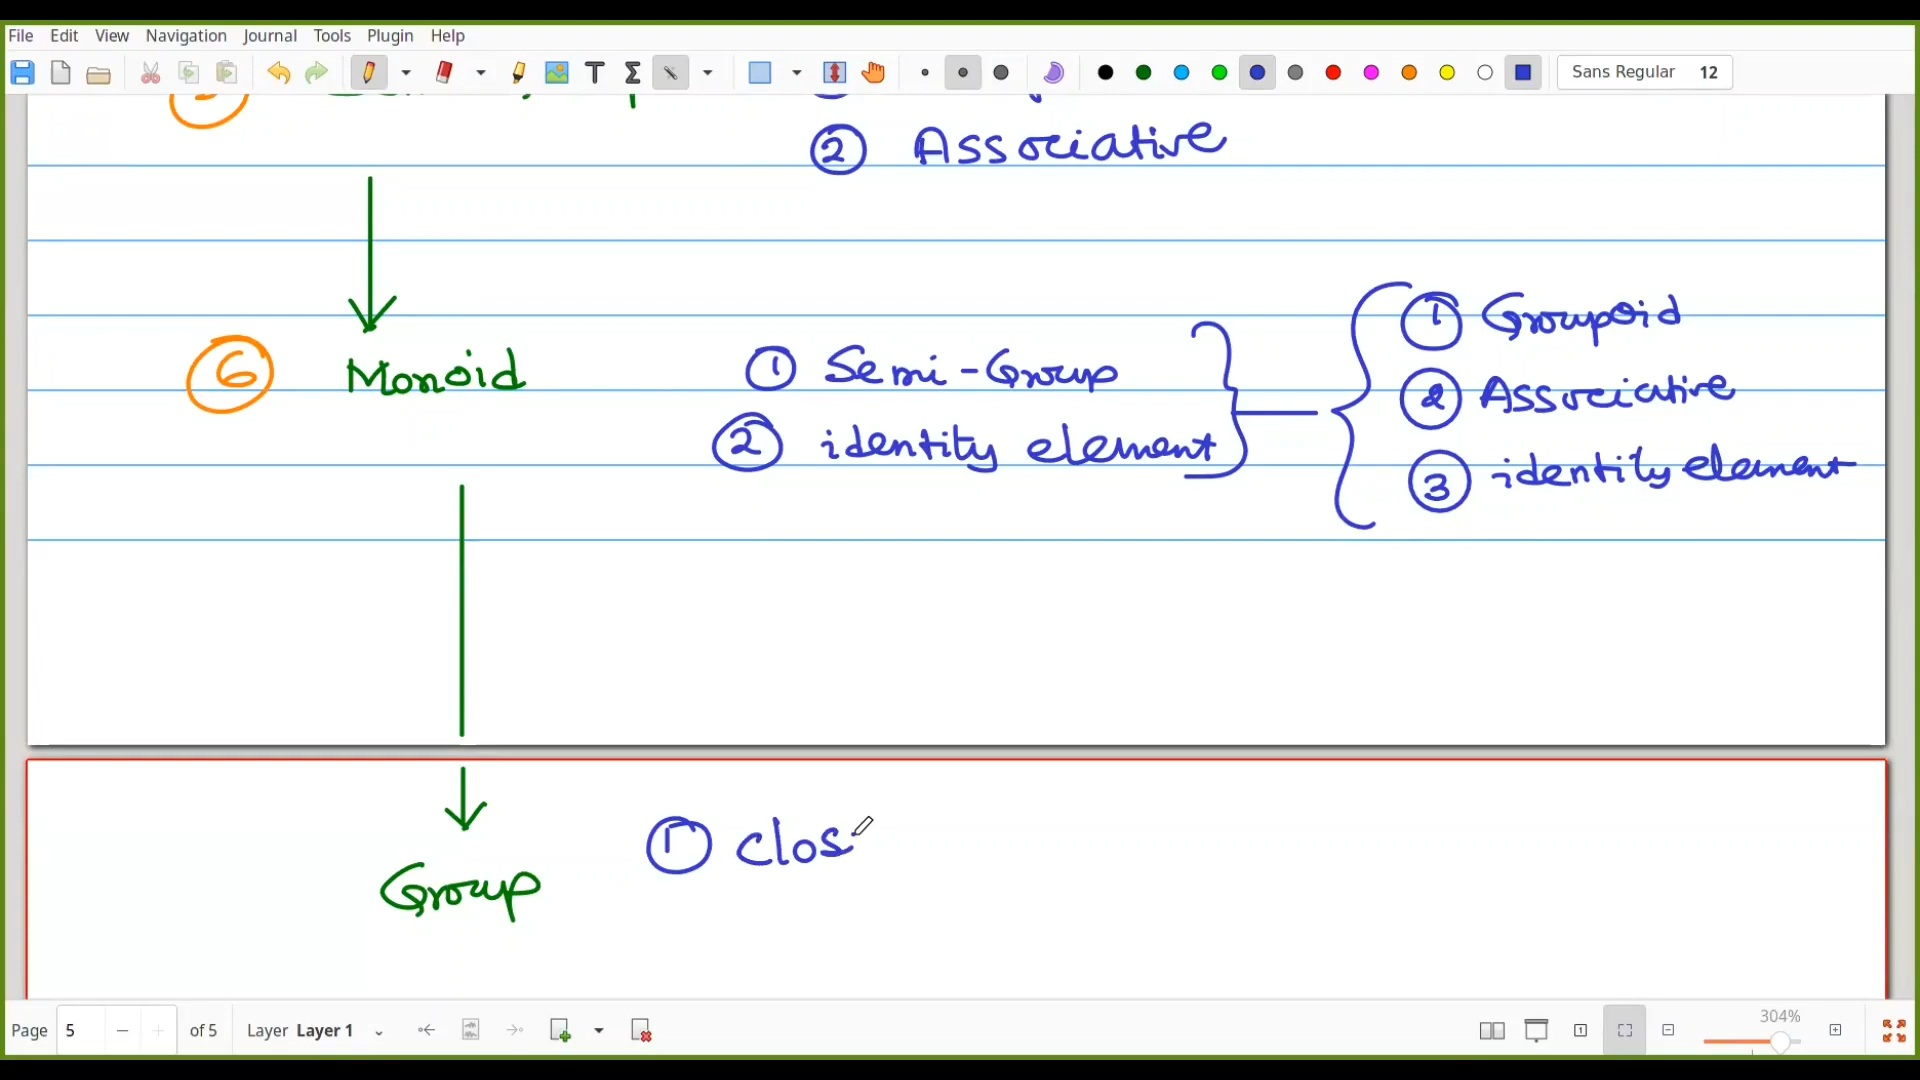 File Edit View Navigation Journal Tools Plugin Help
Sans Regular 12
② Associative
⑥ Monoid
① Semi-Group
② identity element
① Groupoid
② Associative
③ identity element
Group
① clos
Page 5 of 5 Layer Layer 1 304%